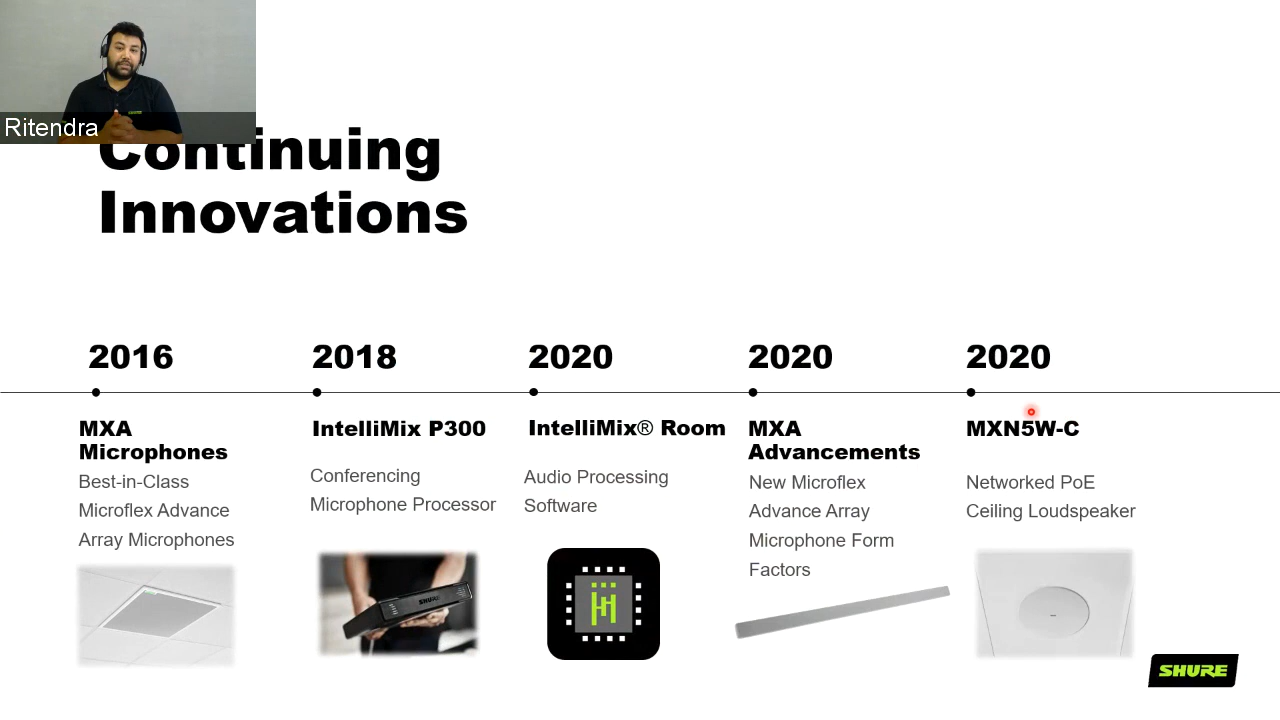 Ritendra
Continuing
Innovations
2016
2018
2020
2020
2020
MXA
Microphones
Best-in-Class
Microflex Advance
Array Microphones
IntelliMix P300
Conferencing
Microphone Processor
SHURE
IntelliMix® Room
Audio Processing
Software
MXA
Advancements
New Microflex
Advance Array
Microphone Form
Factors
MXN5W-C
Networked PoE
Ceiling Loudspeaker
SHURE